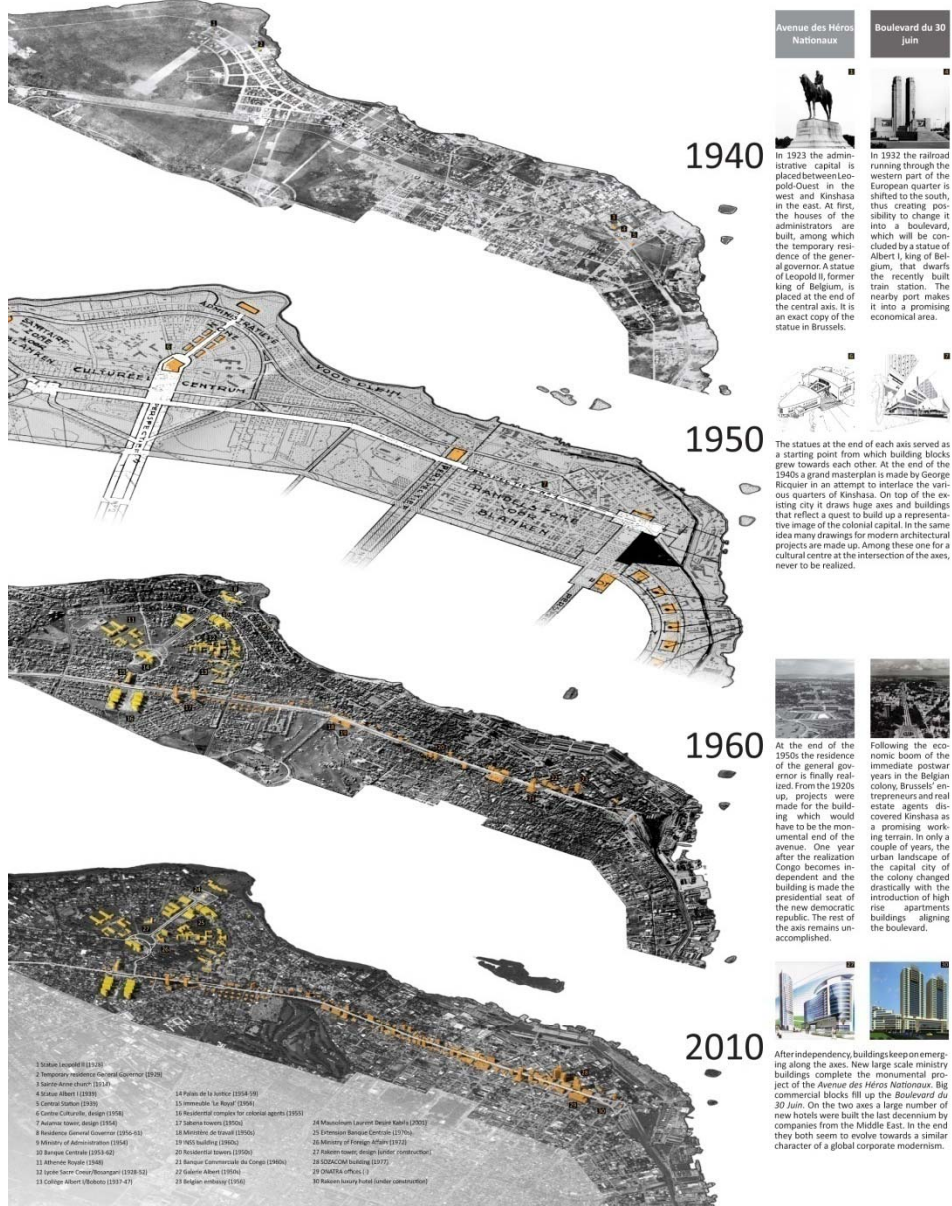 Avenue des Héros
Nationaux
Boulevard du 30
juin
1940
In 1923 the admin-
istrative capital is
placed between Leo-
pold-Ouest in the
west and Kinshasa
in the east. At first,
the houses of the
administrators are
built, among which
the temporary resi-
dence of the gener-
al governor. A statue
of Leopold II, former
king of Belgium, is
placed at the end of
the central axis. It is
an exact copy of the
statue in Brussels.
In 1932 the railroad
running through the
western part of the
European quarter is
shifted to the south,
thus creating pos-
sibility to change it
into a boulevard,
which will be con-
cluded by a statue of
Albert I, king of Bel-
gium, that dwarfs
the recently built
train station. The
nearby port makes
it into a promising
economical area.
ADMINISTRATIVE
VOOR PLEIN
SANITAIRE
ZONE
BLANKEN
CULTUREEL CENTRUM
PERSPECTIEF
SANITAIRE
ZONE
BLANKEN
1950
The statues at the end of each axis served as
a starting point from which building blocks
grew towards each other. At the end of the
1940s a grand masterplan is made by George
Ricquier in an attempt to interlace the vari-
ous quarters of Kinshasa. On top of the ex-
isting city it draws huge axes and buildings
that reflect a quest to build up a representa-
tive image of the colonial capital. In the same
idea many drawings for modern architectural
projects are made up. Among these one for a
cultural centre at the intersection of the axes,
never to be realized.
1960
At the end of the
1950s the residence
of the general gov-
ernor is finally real-
ized. From the 1920s
up, projects were
made for the build-
ing which would
have to be the mon-
umental end of the
avenue. One year
after the realization
Congo becomes in-
dependent and the
building is made the
presidential seat of
the new democratic
republic. The rest of
the axis remains un-
accomplished.
Following the eco-
nomic boom of the
immediate postwar
years in the Belgian
colony, Brussels' en-
trepreneurs and real
estate agents dis-
covered Kinshasa as
a promising work-
ing terrain. In only a
couple of years, the
urban landscape of
the capital city of
the colony changed
drastically with the
introduction of high
rise apartments
buildings aligning
the boulevard.
2010
After independency, buildings keep on emerg-
ing along the axes. New large scale ministry
buildings complete the monumental pro-
ject of the Avenue des Héros Nationaux. Big
commercial blocks fill up the Boulevard du
30 Juin. On the two axes a large number of
new hotels were built the last decennium by
companies from the Middle East. In the end
they both seem to evolve towards a similar
character of a global corporate modernism.
1 Statue Leopold II (1928)
2 Temporary residence General Governor (1929)
3 Sainte-Anne church (1914)
4 Statue Albert I (1939)
5 Central Station (1939)
6 Centre Culturelle, design (1958)
7 Aviamar tower, design (1954)
8 Residence General Governor (1956-61)
9 Ministry of Administration (1954)
10 Banque Centrale (1953-62)
11 Athenée Royale (1948)
12 Lycée Sacre Coeur/Bosangani (1928-52)
13 Collège Albert I/Boboto (1937-47)
14 Palais de la Justice (1954-59)
15 Immeuble 'Le Royal' (1956)
16 Residential complex for colonial agents (1955)
17 Sabena towers (1950s)
18 Ministère de travail (1950s)
19 INSS building (1960s)
20 Residential towers (1950s)
21 Banque Commerciale du Congo (1960s)
22 Galerie Albert (1950s)
23 Belgian embassy (1956)
24 Mausoleum Laurent Désiré Kabila (2001)
25 Extension Banque Centrale (1970s)
26 Ministry of Foreign Affairs (1972)
27 Rakeen tower, design (under construction)
28 SOZACOM building (1977)
29 ONATRA offices (-)
30 Rakeen luxury hotel (under construction)